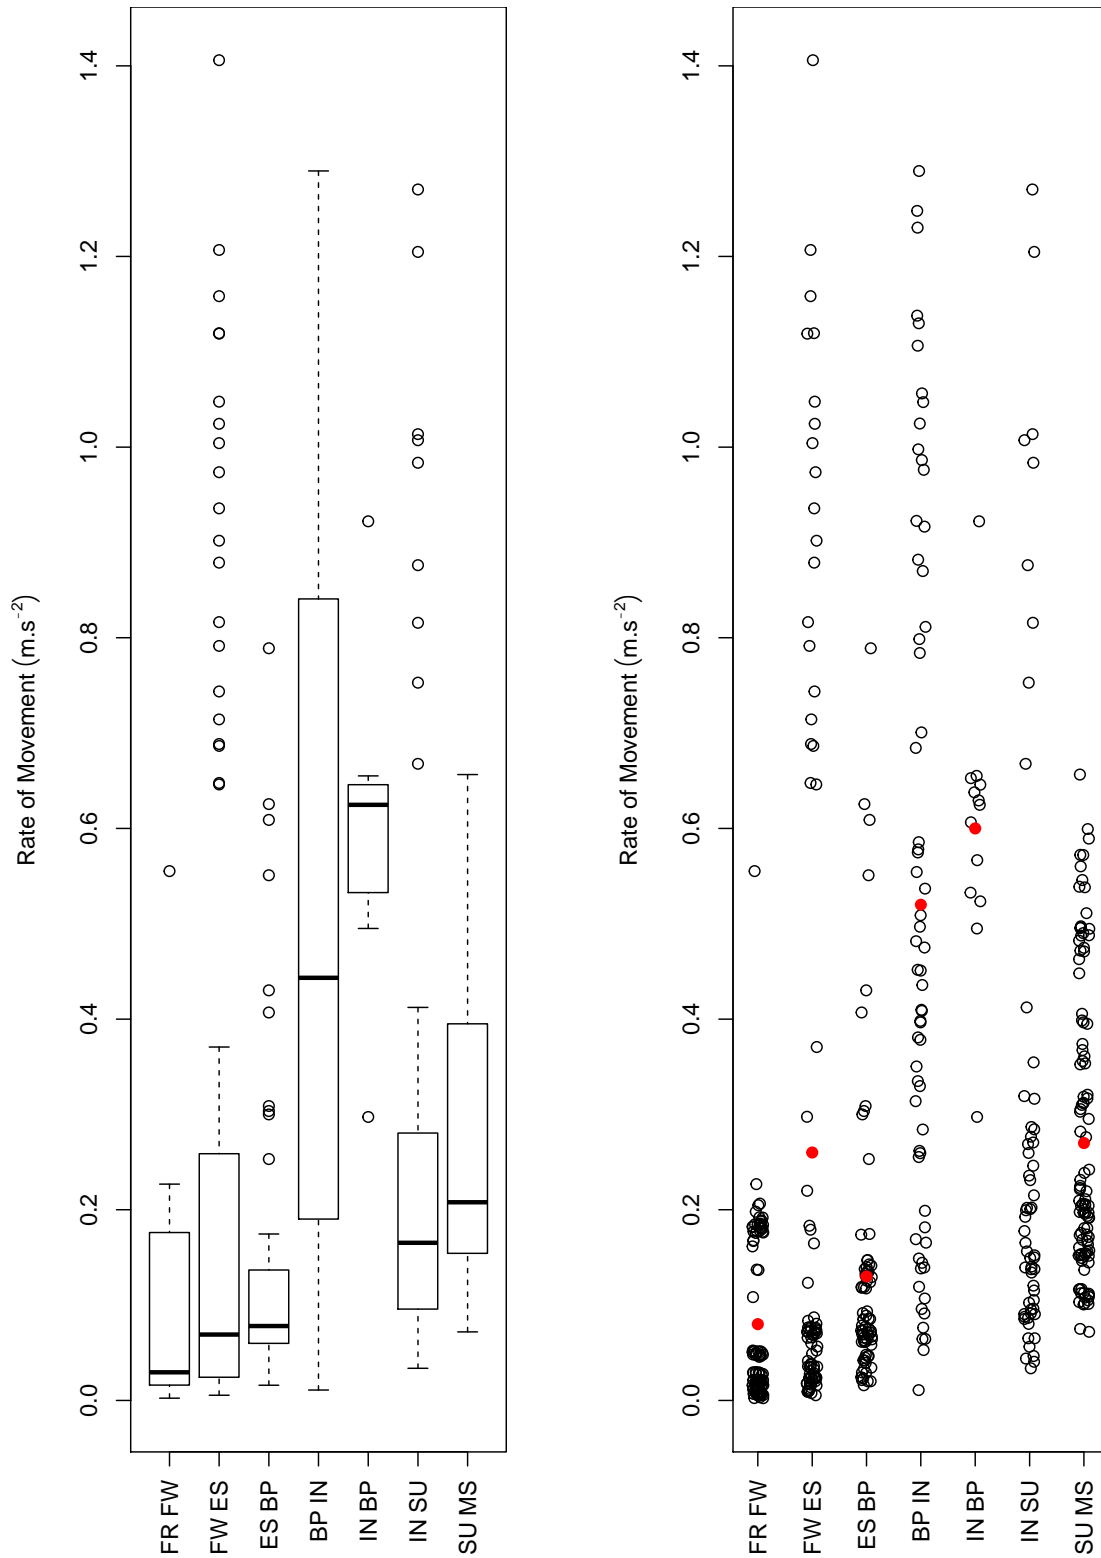 Rate of Movement (m.s⁻²)
0.0 0.2 0.4 0.6 0.8 1.0 1.2 1.4
FR FW
FW ES
ES BP
BP IN
IN BP
IN SU
SU MS
Rate of Movement (m.s⁻²)
0.0 0.2 0.4 0.6 0.8 1.0 1.2 1.4
FR FW
FW ES
ES BP
BP IN
IN BP
IN SU
SU MS